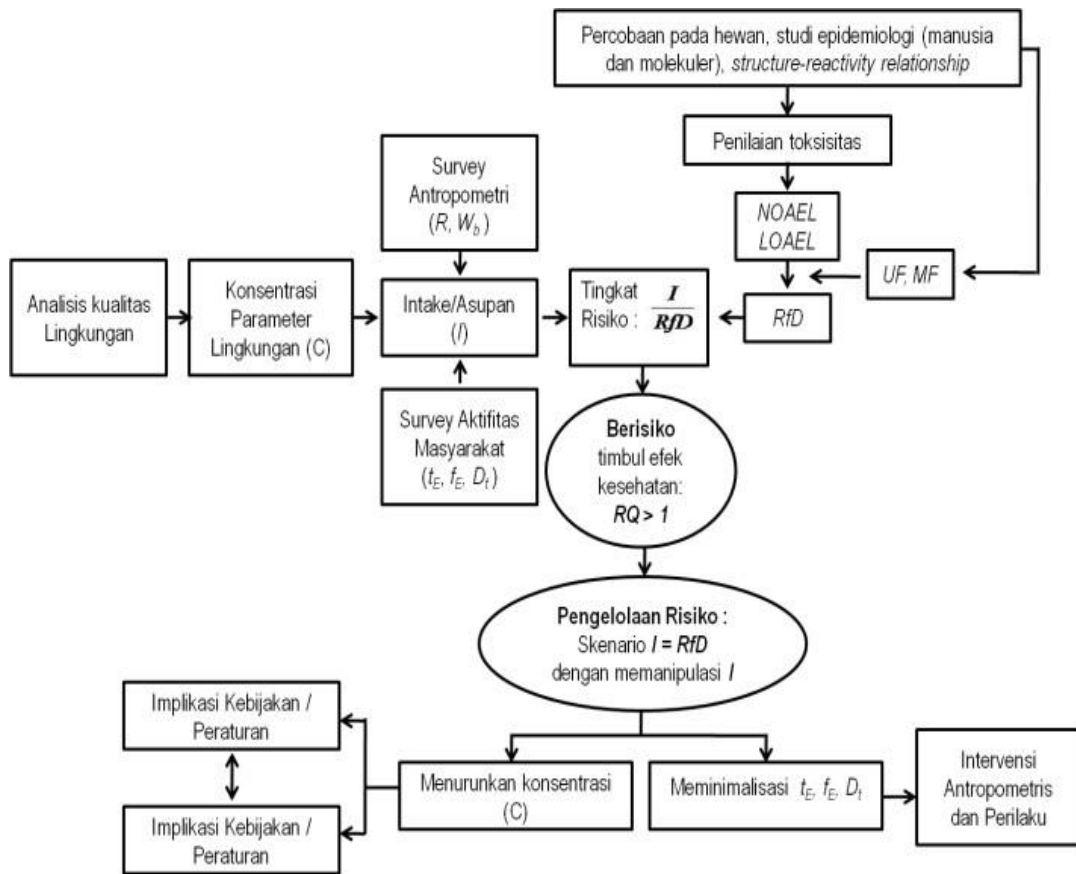 Percobaan pada hewan, studi epidemiologi (manusia
dan molekuler), structure-reactivity relationship
Penilaian toksisitas
Survey
Antropometri
(R, Wb)
NOAEL
LOAEL
UF, MF
Analisis kualitas
Lingkungan
Konsentrasi
Parameter
Lingkungan (C)
Intake/Asupan
(I)
Tingkat
Risiko : I
RfD
RfD
Survey Aktifitas
Masyarakat
(tE, fE, Dt)
Berisiko
timbul efek
kesehatan:
RQ > 1
Pengelolaan Risiko :
Skenario I = RfD
dengan memanipulasi I
Implikasi Kebijakan /
Peraturan
Menurunkan konsentrasi
(C)
Meminimalisasi tE, fE, Dt
Intervensi
Antropometris
dan Perilaku
Implikasi Kebijakan /
Peraturan